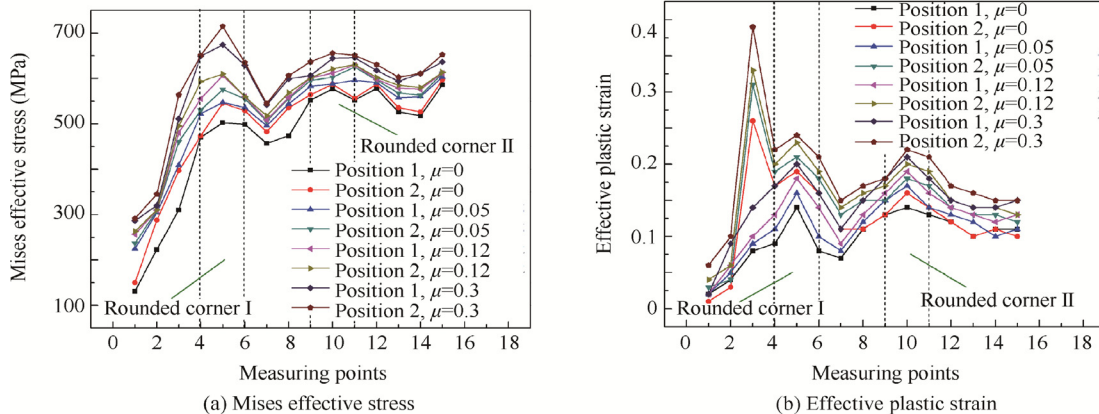 700
500
300
100
Mises effective stress (MPa)
Rounded corner II
Rounded corner I
Position 1, μ=0
Position 2, μ=0
Position 1, μ=0.05
Position 2, μ=0.05
Position 1, μ=0.12
Position 2, μ=0.12
Position 1, μ=0.3
Position 2, μ=0.3
0 2 4 6 8 10 12 14 16 18
Measuring points
(a) Mises effective stress
0.4
0.3
0.2
0.1
0
Effective plastic strain
Position 1, μ=0
Position 2, μ=0
Position 1, μ=0.05
Position 2, μ=0.05
Position 1, μ=0.12
Position 2, μ=0.12
Position 1, μ=0.3
Position 2, μ=0.3
Rounded corner I
Rounded corner II
0 2 4 6 8 10 12 14 16 18
Measuring points
(b) Effective plastic strain